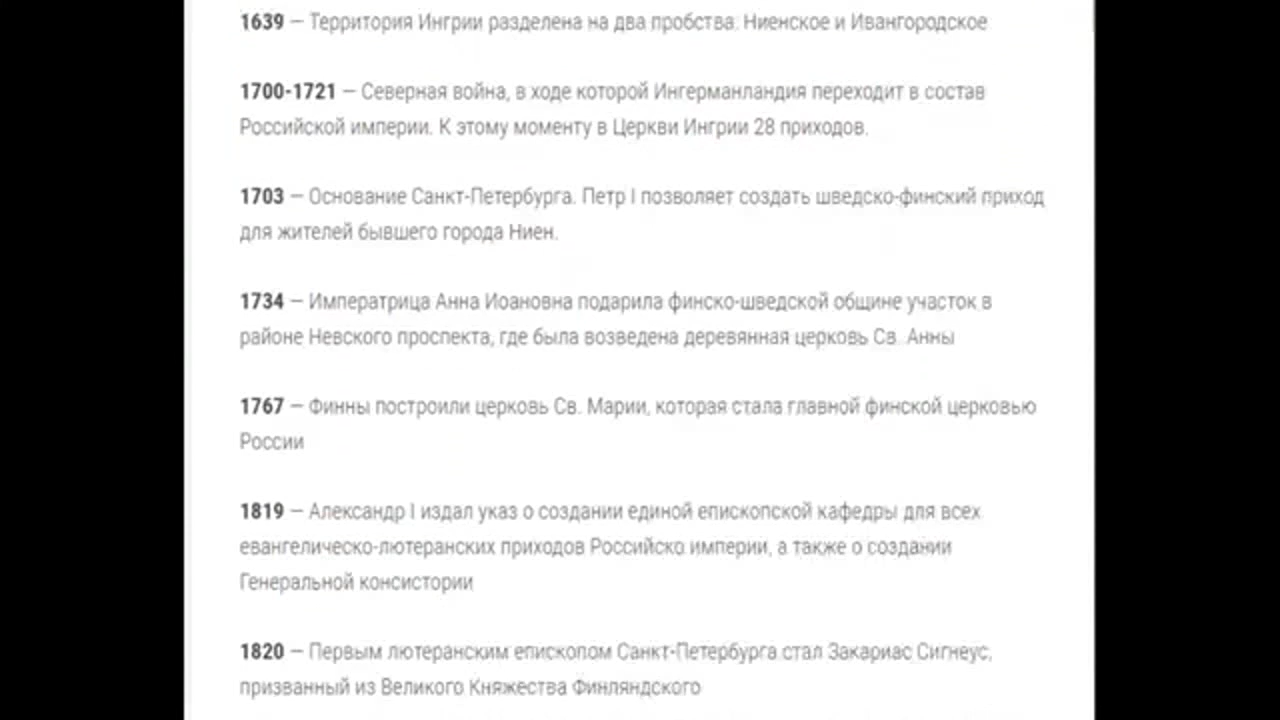 1639 — Территория Ингрии разделена на два пробства: Ниенское и Ивангородское
1700-1721 — Северная война, в ходе которой Ингерманландия переходит в состав
Российской империи. К этому моменту в Церкви Ингрии 28 приходов.
1703 — Основание Санкт-Петербурга. Петр I позволяет создать шведско-финский приход
для жителей бывшего города Ниен.
1734 — Императрица Анна Иоановна подарила финско-шведской общине участок в
районе Невского проспекта, где была возведена деревянная церковь Св. Анны
1767 — Финны построили церковь Св. Марии, которая стала главной финской церковью
России
1819 — Александр I издал указ о создании единой епископской кафедры для всех
евангелическо-лютеранских приходов Российско империи, а также о создании
Генеральной консистории
1820 — Первым лютеранским епископом Санкт-Петербурга стал Закариас Сигнеус,
призванный из Великого Княжества Финляндского